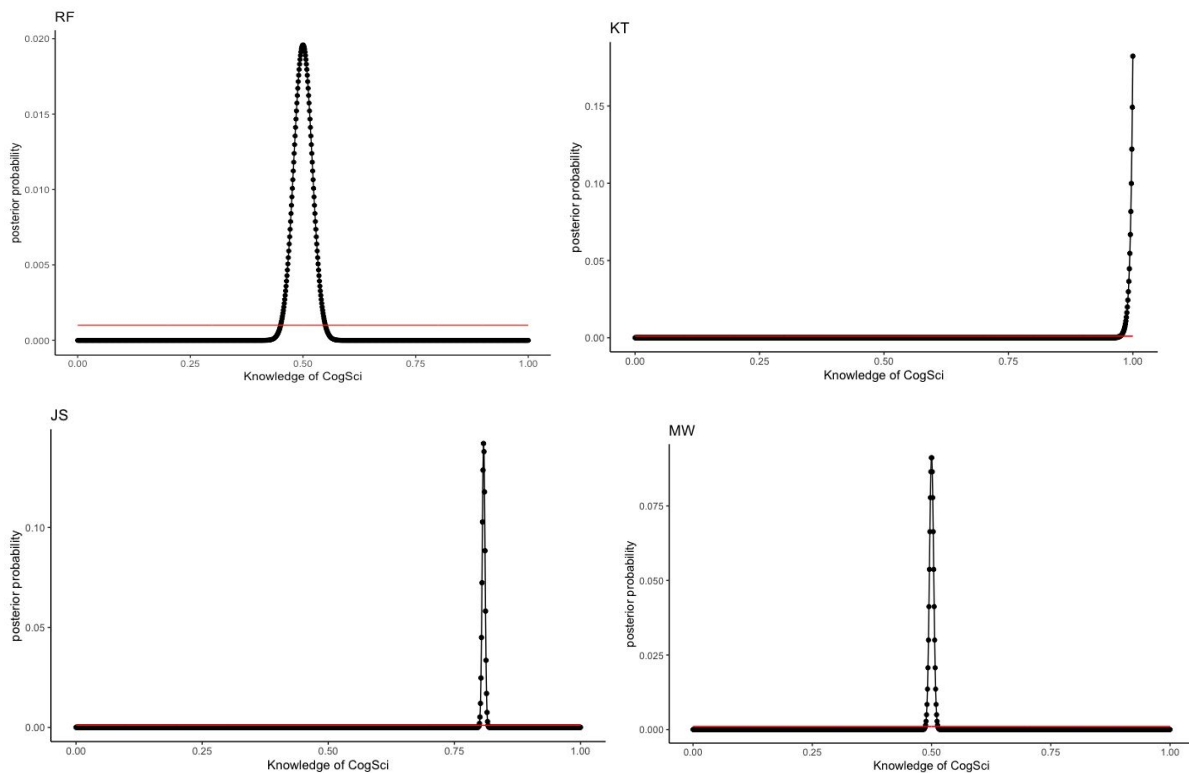 RF
0.020
0.015
0.010
0.005
0.000
posterior probability
0.00 0.25 0.50 0.75 1.00
Knowledge of CogSci
KT
0.15
0.10
0.05
0.00
posterior probability
0.00 0.25 0.50 0.75 1.00
Knowledge of CogSci
JS
0.10
0.05
0.00
posterior probability
0.00 0.25 0.50 0.75 1.00
Knowledge of CogSci
MW
0.075
0.050
0.025
0.000
posterior probability
0.00 0.25 0.50 0.75 1.00
Knowledge of CogSci